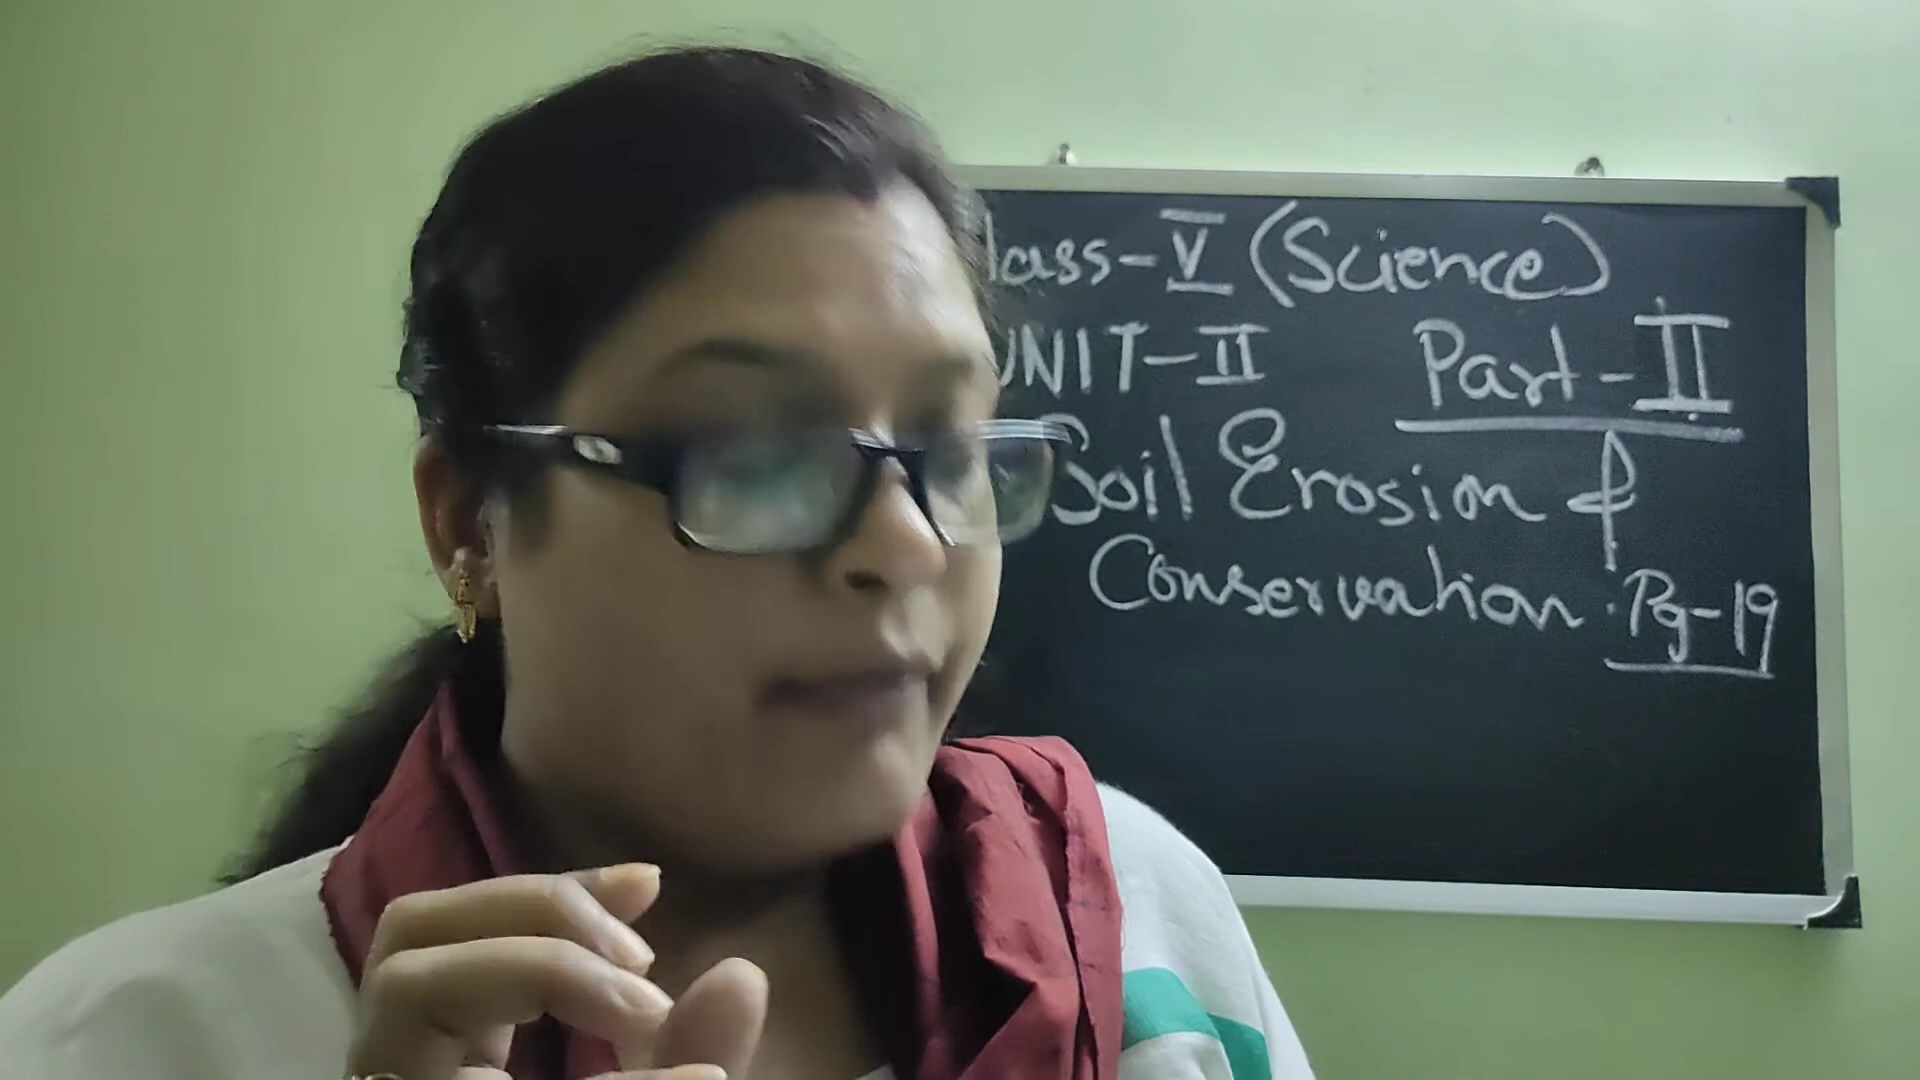 lass-V (Science)
UNIT-II Part-II
Soil Erosion &
Conservation. Pg-19